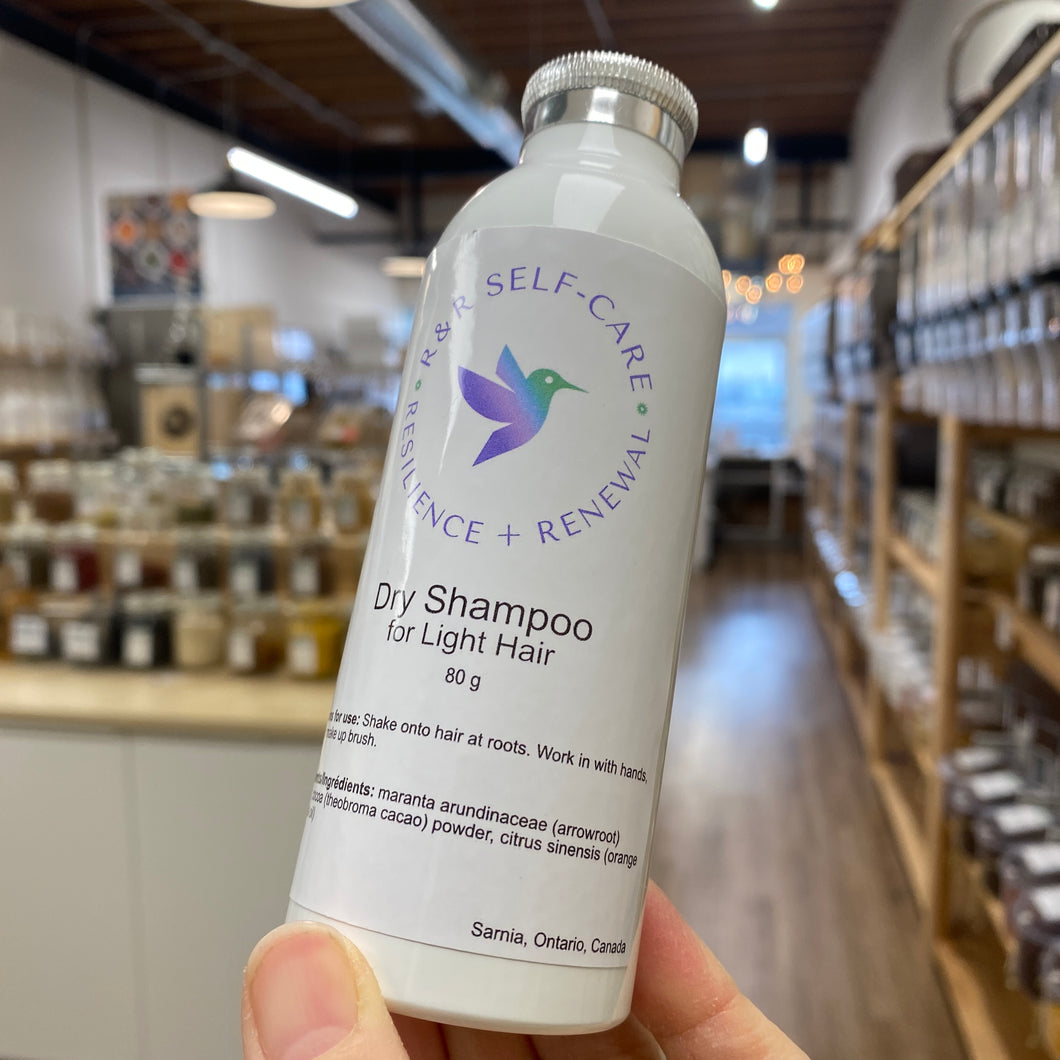 R&R SELF-CARE
RESILIENCE + RENEWAL
Dry Shampoo
for Light Hair
80 g
for use: Shake onto hair at roots. Work in with hands,
up brush.
/Ingrédients: maranta arundinaceae (arrowroot)
(theobroma cacao) powder, citrus sinensis (orange
Sarnia, Ontario, Canada